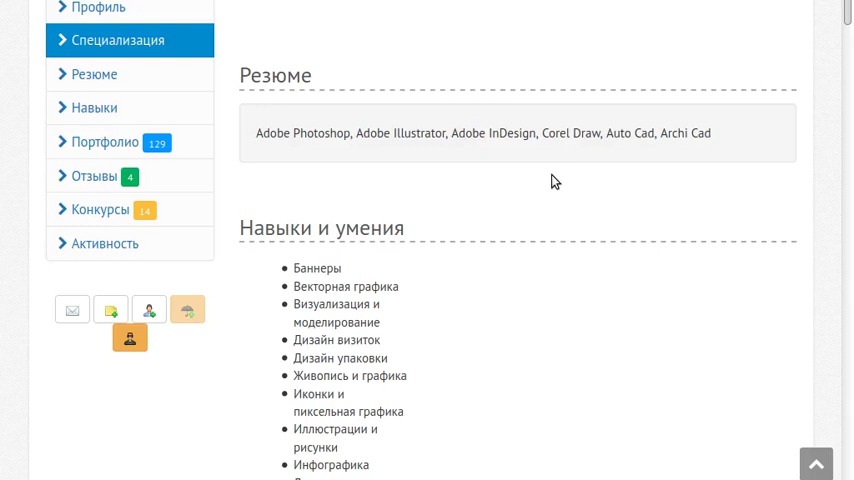 Профиль
Специализация
Резюме
Навыки
Портфолио 129
Отзывы 4
Конкурсы 14
Активность
Резюме
Adobe Photoshop, Adobe Illustrator, Adobe InDesign, Corel Draw, Auto Cad, Archi Cad
Навыки и умения
Баннеры
Векторная графика
Визуализация и
моделирование
Дизайн визиток
Дизайн упаковки
Живопись и графика
Иконки и
пиксельная графика
Иллюстрации и
рисунки
Инфографика